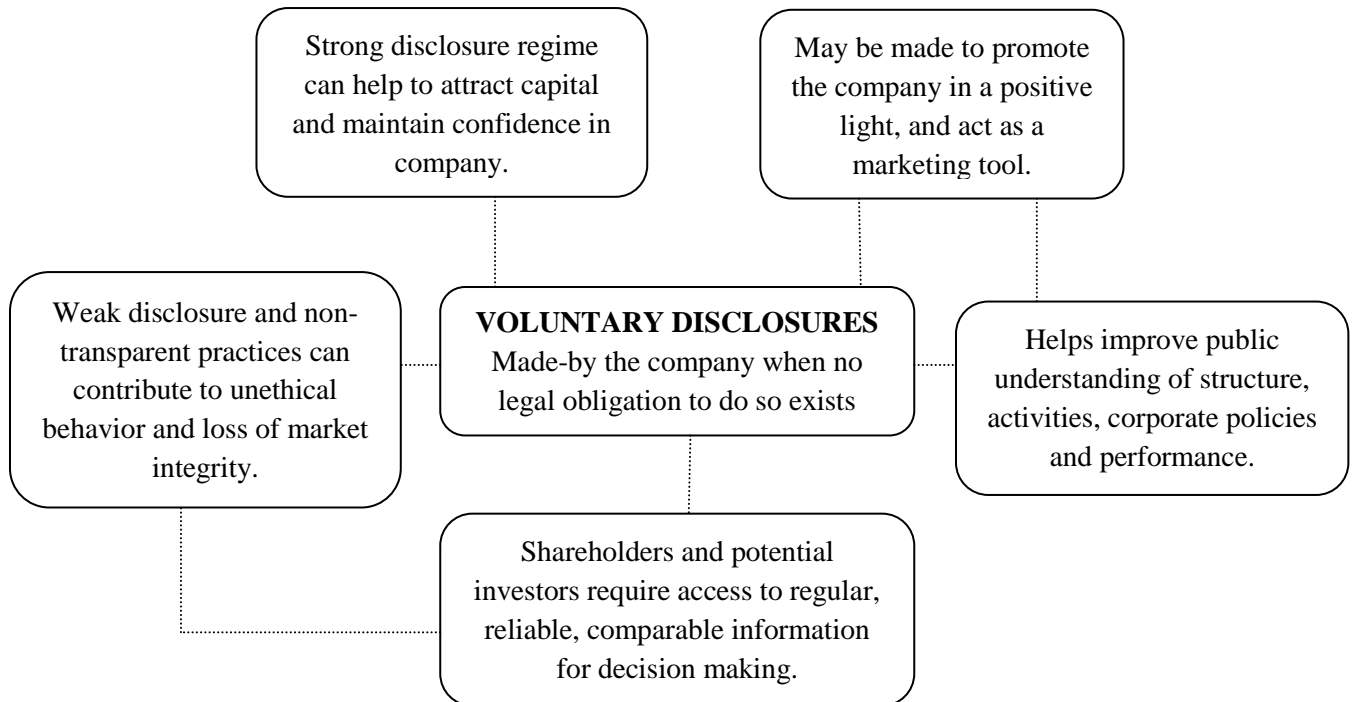 Strong disclosure regime
can help to attract capital
and maintain confidence in
company.
May be made to promote
the company in a positive
light, and act as a
marketing tool.
Weak disclosure and non-
transparent practices can
contribute to unethical
behavior and loss of market
integrity.
VOLUNTARY DISCLOSURES
Made-by the company when no
legal obligation to do so exists
Helps improve public
understanding of structure,
activities, corporate policies
and performance.
Shareholders and potential
investors require access to regular,
reliable, comparable information
for decision making.